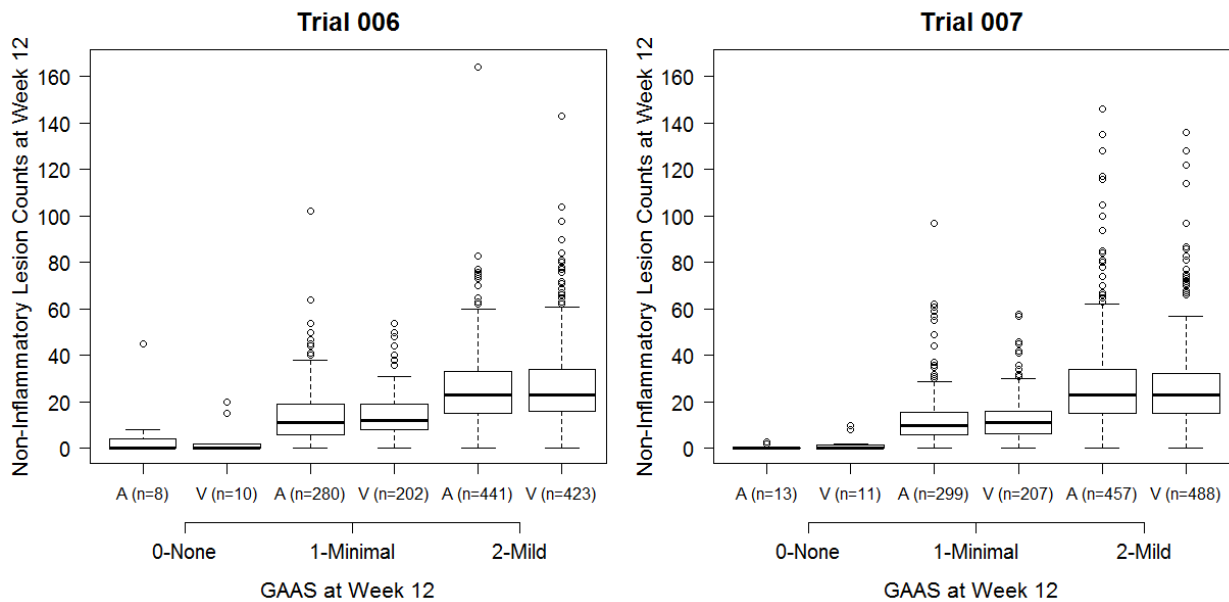 Trial 006
Non-Inflammatory Lesion Counts at Week 12
160
140
120
100
80
60
40
20
0
A (n=8) V (n=10) A (n=280) V (n=202) A (n=441) V (n=423)
0-None 1-Minimal 2-Mild
GAAS at Week 12
Trial 007
Non-Inflammatory Lesion Counts at Week 12
160
140
120
100
80
60
40
20
0
A (n=13) V (n=11) A (n=299) V (n=207) A (n=457) V (n=488)
0-None 1-Minimal 2-Mild
GAAS at Week 12